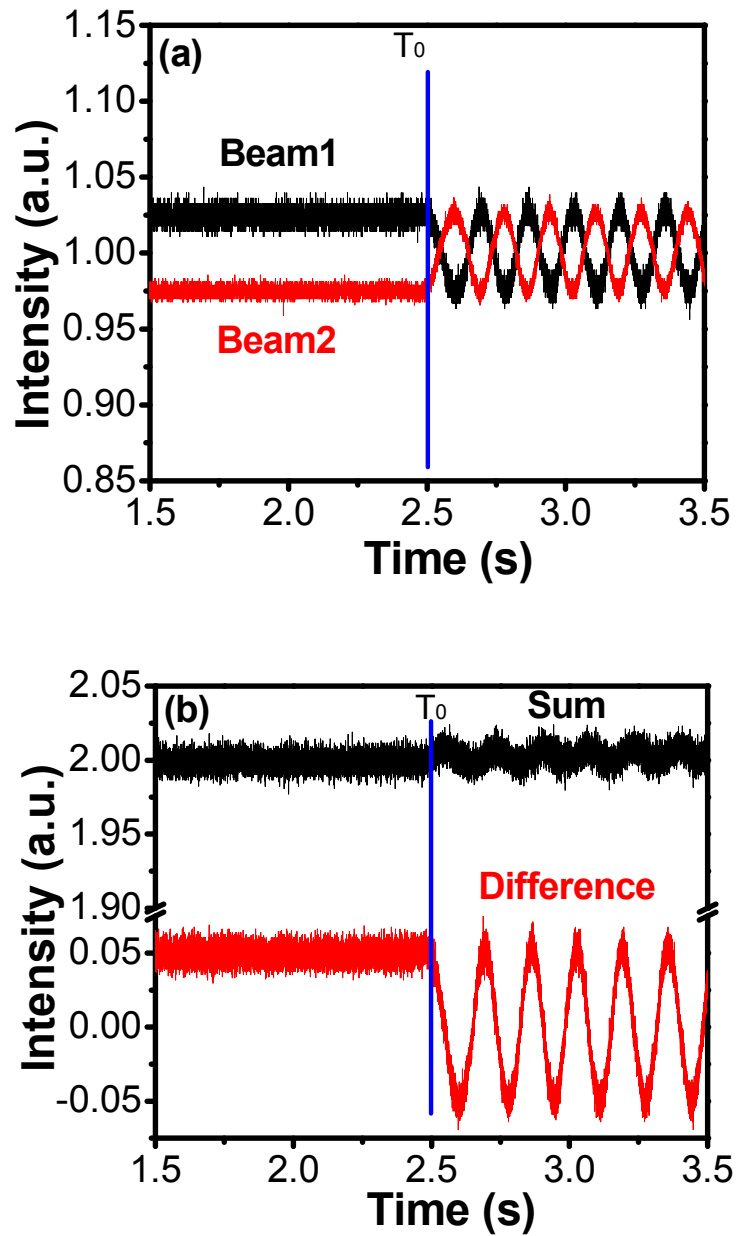 (a)
T0
Beam1
Beam2
Intensity (a.u.)
1.15
1.10
1.05
1.00
0.95
0.90
0.85
1.5 2.0 2.5 3.0 3.5
Time (s)
(b)
T0
Sum
Difference
Intensity (a.u.)
2.05
2.00
1.95
1.90
0.05
0.00
-0.05
1.5 2.0 2.5 3.0 3.5
Time (s)